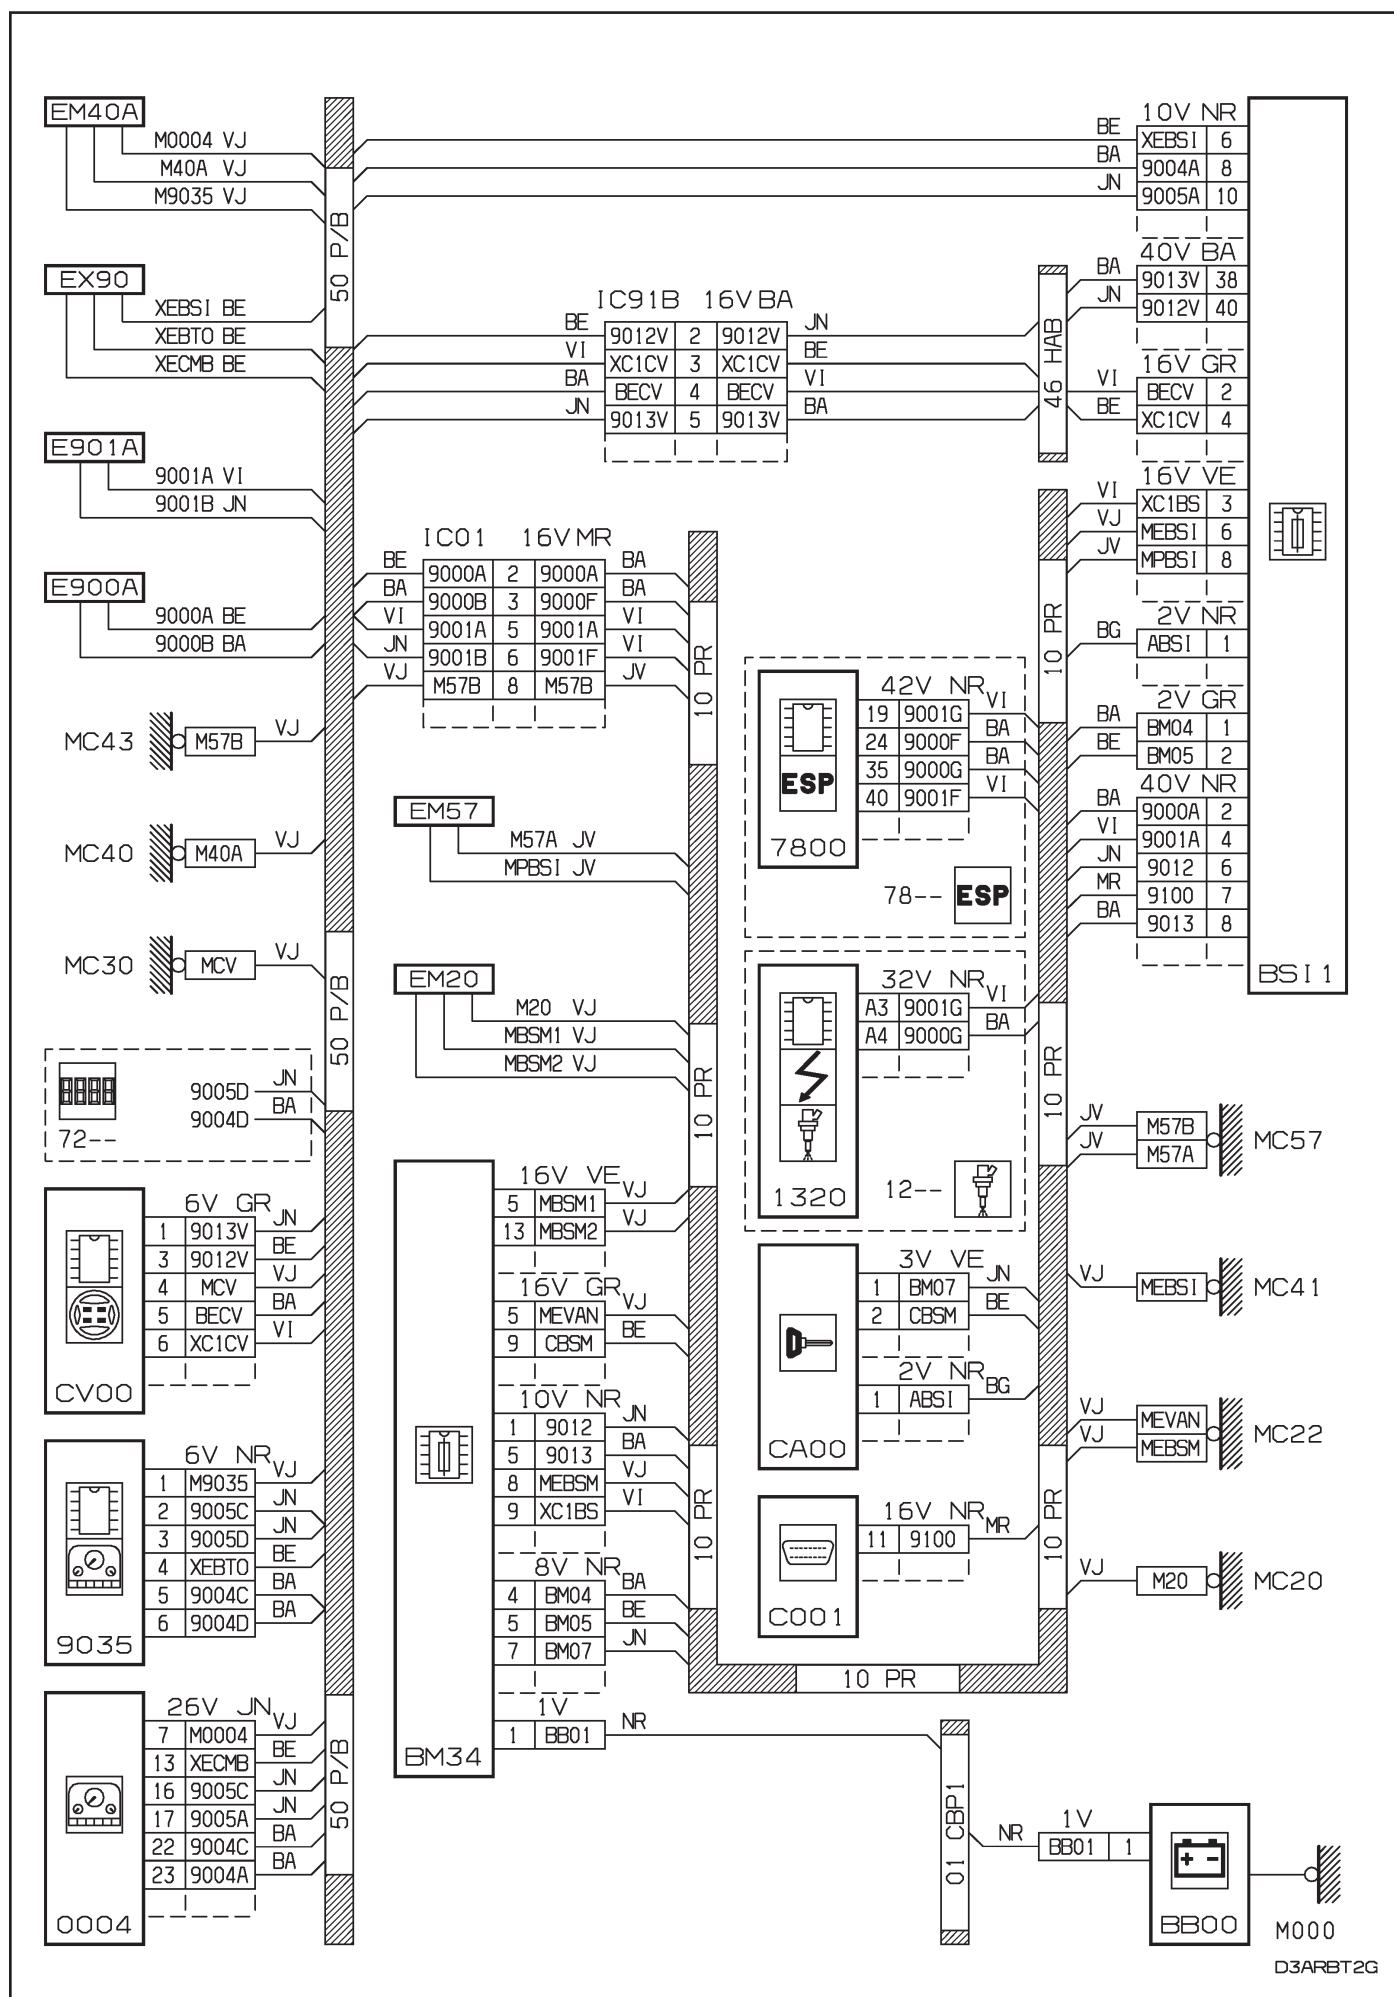 EM40A
M0004 VJ
M40A VJ
M9035 VJ
EX90
XEBSI BE
XEBTO BE
XECMB BE
E901A
9001A VI
9001B JN
E900A
9000A BE
9000B BA
MC43 M57B VJ
MC40 M40A VJ
MC30 MCV VJ
9005D JN
9004D BA
72--
6V GR
1 9013V JN
3 9012V BE
4 MCV VJ
5 BECV BA
6 XC1CV VI
CV00
6V NR
1 M9035 VJ
2 9005C JN
3 9005D JN
4 XEBTO BE
5 9004C BA
6 9004D BA
9035
26V JN
7 M0004 VJ
13 XECMB BE
16 9005C JN
17 9005A JN
22 9004C BA
23 9004A BA
0004
50 P/B
50 P/B
50 P/B
IC91B 16V BA
BE 9012V 2 9012V JN
VI XC1CV 3 XC1CV BE
BA BECV 4 BECV VI
JN 9013V 5 9013V BA
46 HAB
IC01 16V MR
BE 9000A 2 9000A BA
BA 9000B 3 9000F BA
VI 9001A 5 9001A VI
JN 9001B 6 9001F VI
VJ M57B 8 M57B JV
EM57
M57A JV
MPBSI JV
EM20
M20 VJ
MBSM1 VJ
MBSM2 VJ
16V VE
5 MBSM1 VJ
13 MBSM2 VJ
16V GR
5 MEVAN VJ
9 CBSM BE
10V NR
1 9012 JN
5 9013 BA
8 MEBSM VJ
9 XC1BS VI
8V NR
4 BM04 BA
5 BM05 BE
7 BM07 JN
1V
1 BB01 NR
BM34
10 PR
10 PR
10 PR
10 PR
10 PR
10 PR
10 PR
42V NR
19 9001G VI
24 9000F BA
35 9000G BA
40 9001F VI
ESP
7800
78-- ESP
32V NR
A3 9001G VI
A4 9000G BA
1320
12--
3V VE
1 BM07 JN
2 CBSM BE
2V NR
1 ABSI BG
CA00
16V NR
11 9100 MR
C001
10V NR
BE XEBSI 6
BA 9004A 8
JN 9005A 10
40V BA
BA 9013V 38
JN 9012V 40
16V GR
VI BECV 2
BE XC1CV 4
16V VE
VI XC1BS 3
VJ MEBSI 6
JV MPBSI 8
2V NR
BG ABSI 1
2V GR
BA BM04 1
BE BM05 2
40V NR
BA 9000A 2
VI 9001A 4
JN 9012 6
MR 9100 7
BA 9013 8
BSI1
JV M57B
JV M57A
MC57
VJ MEBSI MC41
VJ MEVAN
VJ MEBSM
MC22
VJ M20 MC20
01 CBP1
1V
NR BB01 1
+ -
BB00
M000
D3ARBT2G